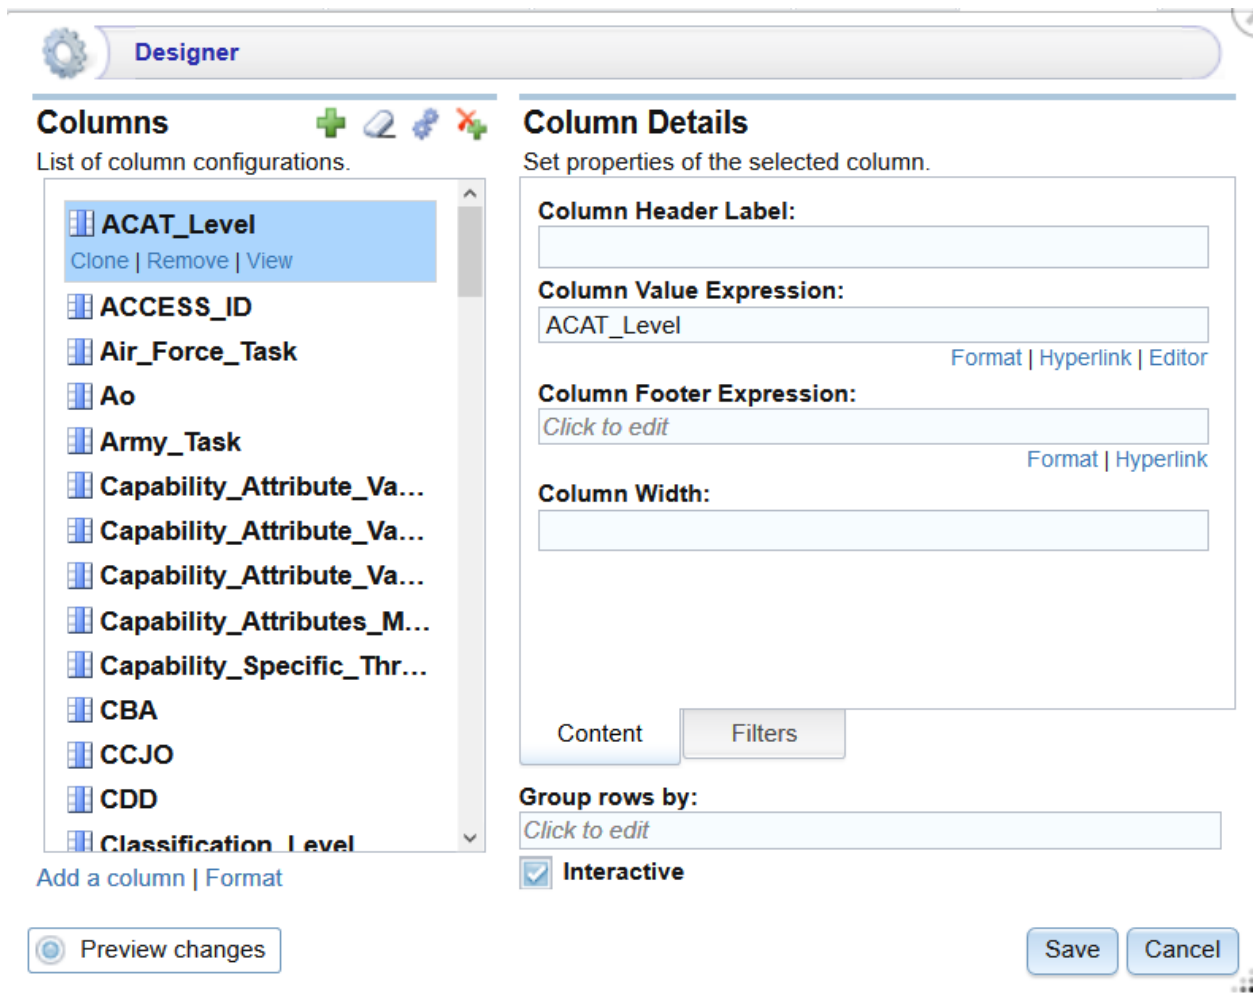 Designer
Columns
List of column configurations.
ACAT_Level
Clone | Remove | View
ACCESS_ID
Air_Force_Task
Ao
Army_Task
Capability_Attribute_Va...
Capability_Attribute_Va...
Capability_Attribute_Va...
Capability_Attributes_M...
Capability_Specific_Thr...
CBA
CCJO
CDD
Classification_Level
Add a column | Format
Column Details
Set properties of the selected column.
Column Header Label:
Column Value Expression:
ACAT_Level
Format | Hyperlink | Editor
Column Footer Expression:
Click to edit
Format | Hyperlink
Column Width:
Content
Filters
Group rows by:
Click to edit
Interactive
Preview changes
Save
Cancel